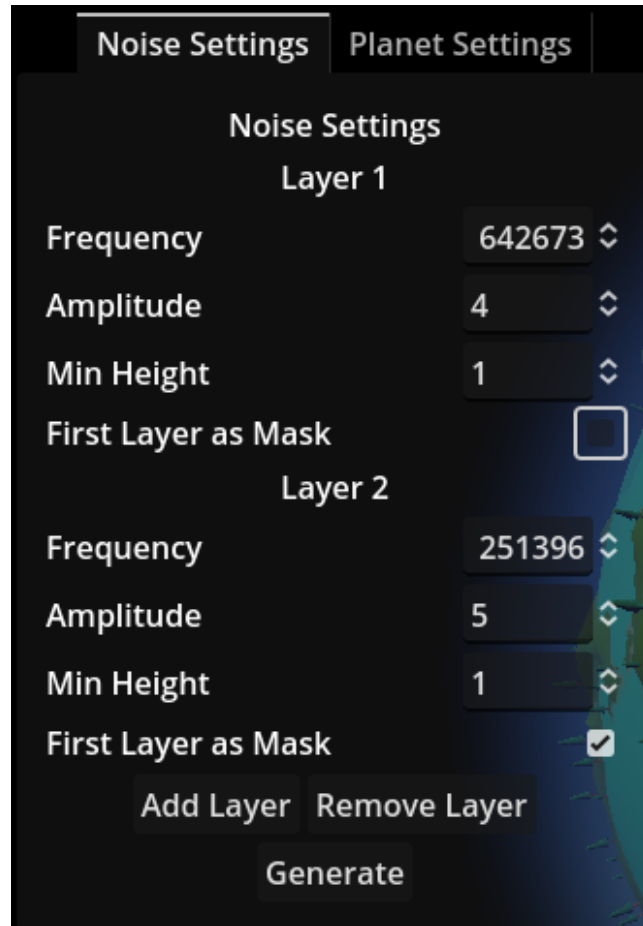 Noise Settings Planet Settings
Noise Settings
Layer 1
Frequency 642673
Amplitude 4
Min Height 1
First Layer as Mask
Layer 2
Frequency 251396
Amplitude 5
Min Height 1
First Layer as Mask
Add Layer Remove Layer
Generate